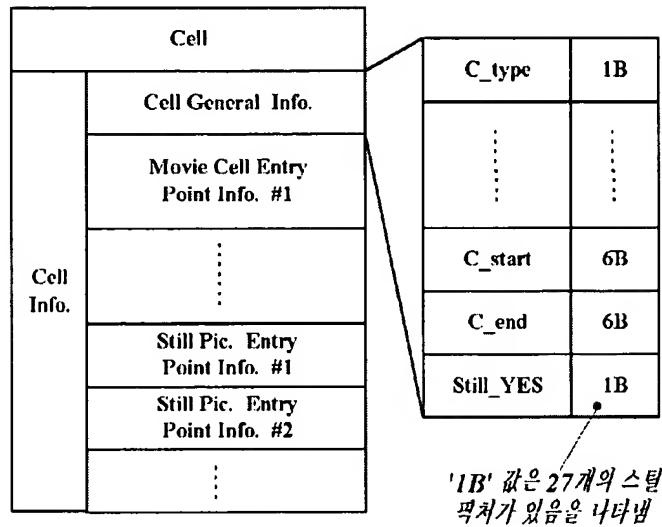 Cell
Cell General Info.
Movie Cell Entry
Point Info. #1
Cell
Info.
Still Pic. Entry
Point Info. #1
Still Pic. Entry
Point Info. #2
C_type 1B
C_start 6B
C_end 6B
Still_YES 1B
'1B' 값은 27개의 스틸
픽처가 있음을 나타냄